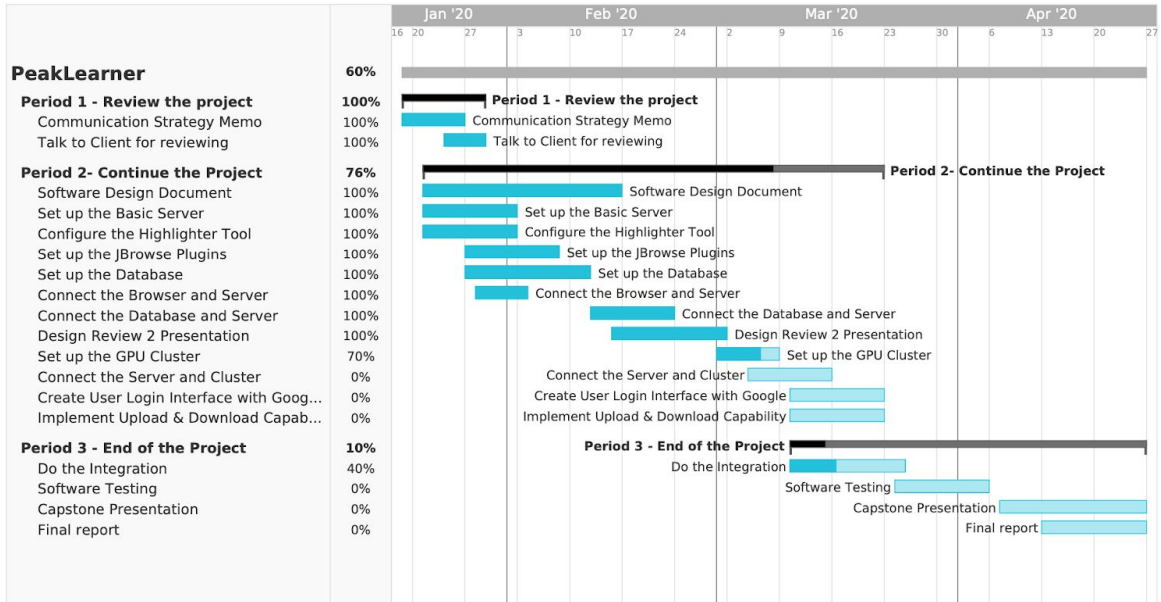 Jan '20 Feb '20 Mar '20 Apr '20
16 20 27 3 10 17 24 2 9 16 23 30 6 13 20 27
PeakLearner 60%
Period 1 - Review the project 100% Period 1 - Review the project
Communication Strategy Memo 100% Communication Strategy Memo
Talk to Client for reviewing 100% Talk to Client for reviewing
Period 2- Continue the Project 76% Period 2- Continue the Project
Software Design Document 100% Software Design Document
Set up the Basic Server 100% Set up the Basic Server
Configure the Highlighter Tool 100% Configure the Highlighter Tool
Set up the JBrowse Plugins 100% Set up the JBrowse Plugins
Set up the Database 100% Set up the Database
Connect the Browser and Server 100% Connect the Browser and Server
Connect the Database and Server 100% Connect the Database and Server
Design Review 2 Presentation 100% Design Review 2 Presentation
Set up the GPU Cluster 70% Set up the GPU Cluster
Connect the Server and Cluster 0% Connect the Server and Cluster
Create User Login Interface with Goog... 0% Create User Login Interface with Google
Implement Upload & Download Capab... 0% Implement Upload & Download Capability
Period 3 - End of the Project 10% Period 3 - End of the Project
Do the Integration 40% Do the Integration
Software Testing 0% Software Testing
Capstone Presentation 0% Capstone Presentation
Final report 0% Final report